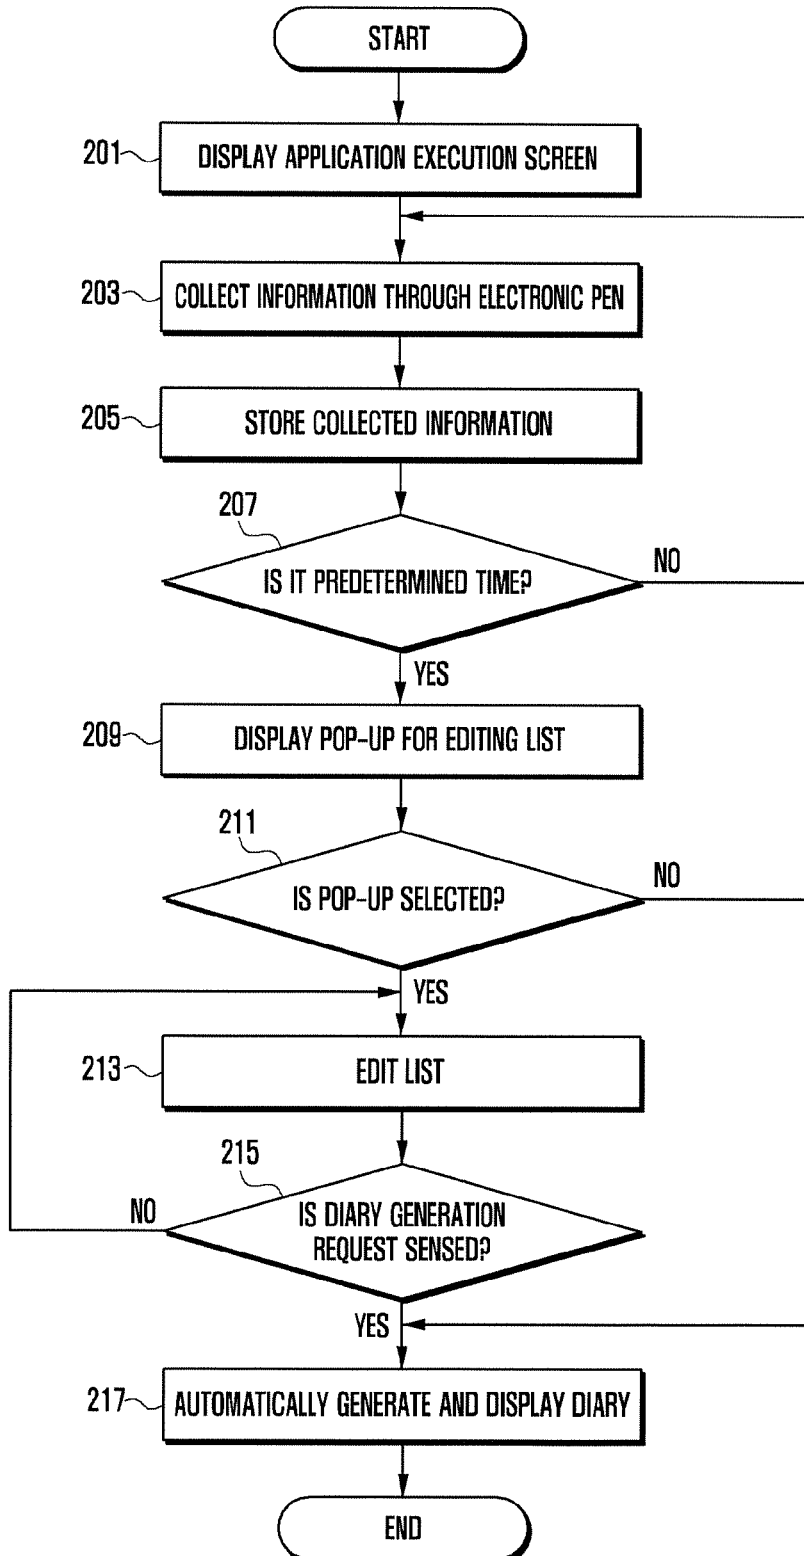 START
201
DISPLAY APPLICATION EXECUTION SCREEN
203
COLLECT INFORMATION THROUGH ELECTRONIC PEN
205
STORE COLLECTED INFORMATION
207
IS IT PREDETERMINED TIME?
NO
YES
209
DISPLAY POP-UP FOR EDITING LIST
211
IS POP-UP SELECTED?
NO
YES
213
EDIT LIST
215
IS DIARY GENERATION
REQUEST SENSED?
NO
YES
217
AUTOMATICALLY GENERATE AND DISPLAY DIARY
END